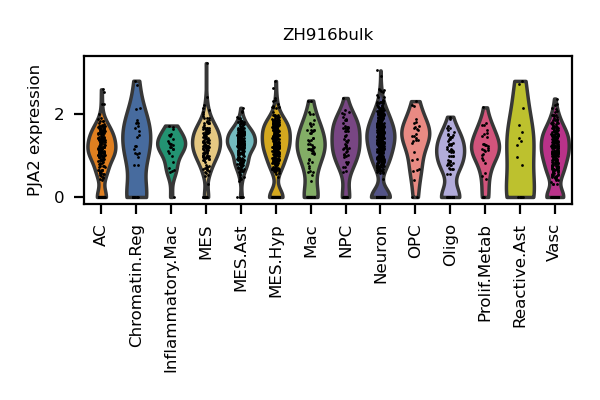 ZH916bulk
PJA2 expression
2
0
AC
Chromatin.Reg
Inflammatory.Mac
MES
MES.Ast
MES.Hyp
Mac
NPC
Neuron
OPC
Oligo
Prolif.Metab
Reactive.Ast
Vasc